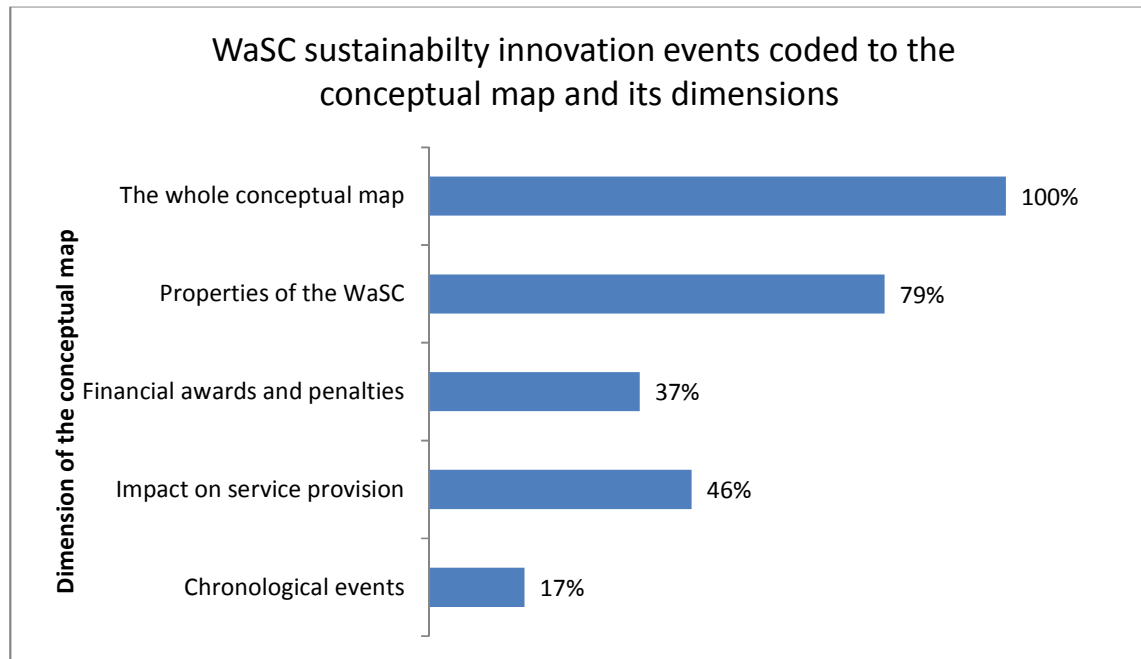 WaSC sustainabilty innovation events coded to the
conceptual map and its dimensions
Dimension of the conceptual map
The whole conceptual map
100%
Properties of the WaSC
79%
Financial awards and penalties
37%
Impact on service provision
46%
Chronological events
17%